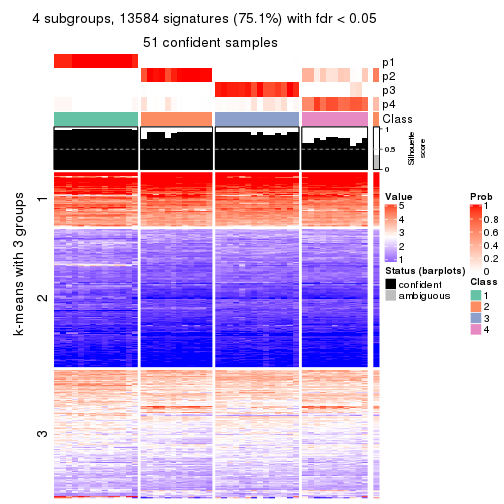 4 subgroups, 13584 signatures (75.1%) with fdr < 0.05
51 confident samples
p1
p2
p3
p4
Class
1
0.5
0
Silhouette
score
k-means with 3 groups
1
2
3
Value
5
4
3
2
1
Status (barplots)
confident
ambiguous
Prob
1
0.8
0.6
0.4
0.2
0
Class
1
2
3
4